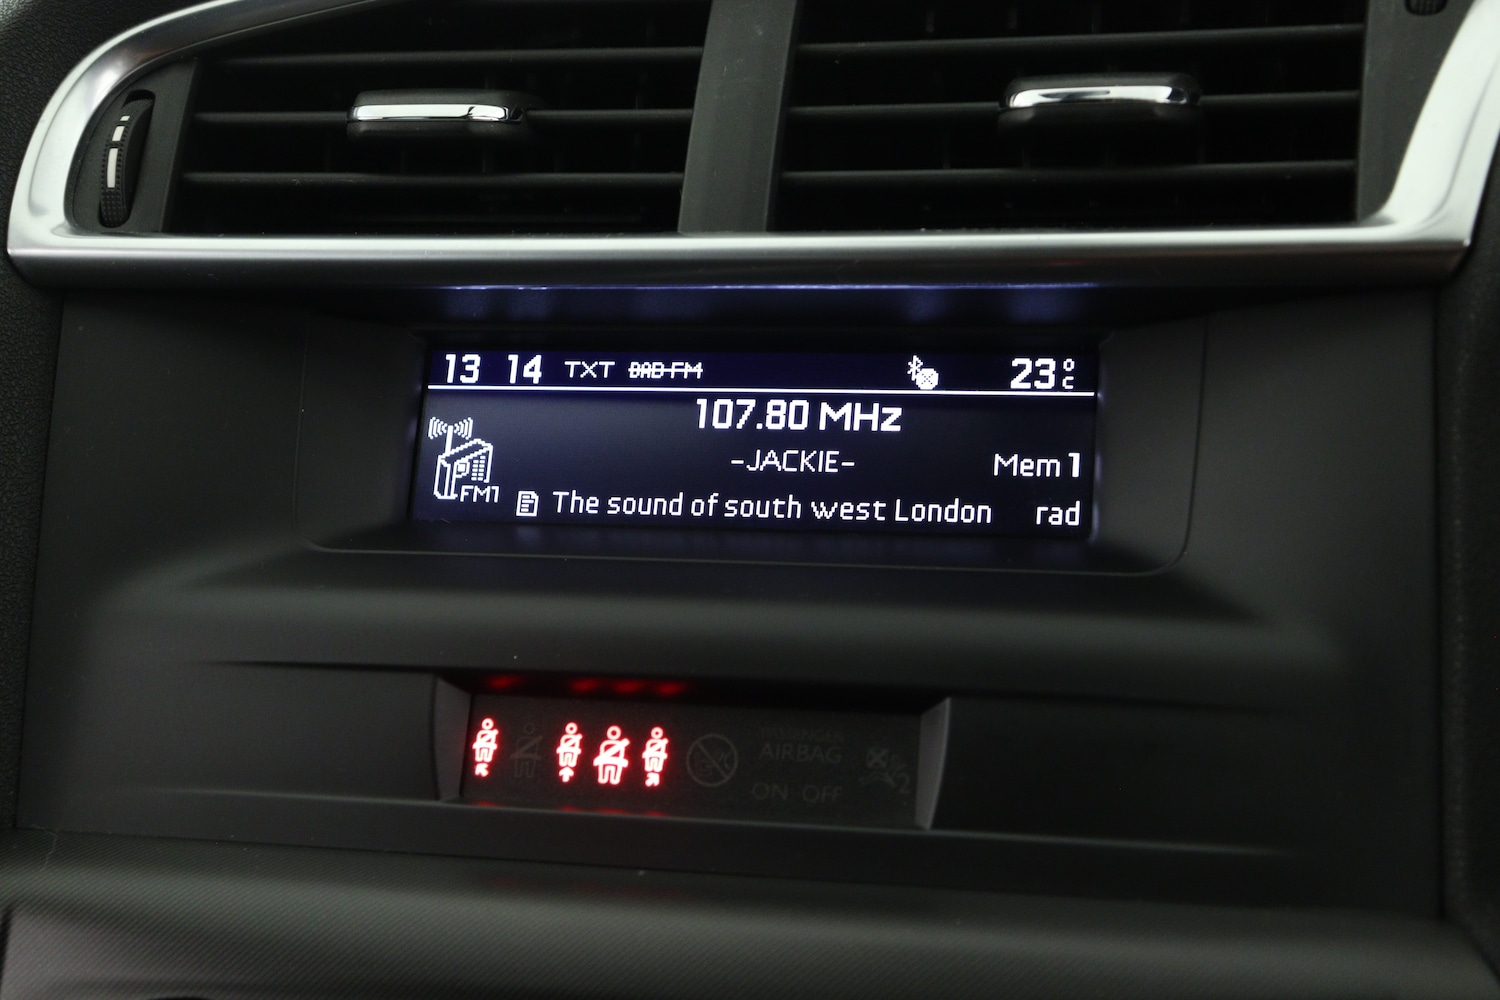 13 14 TXT DAB-FM 23°C
107.80 MHz
-JACKIE- Mem 1
FM1
The sound of south west London rad
PASSENGER
AIRBAG
ON OFF
2